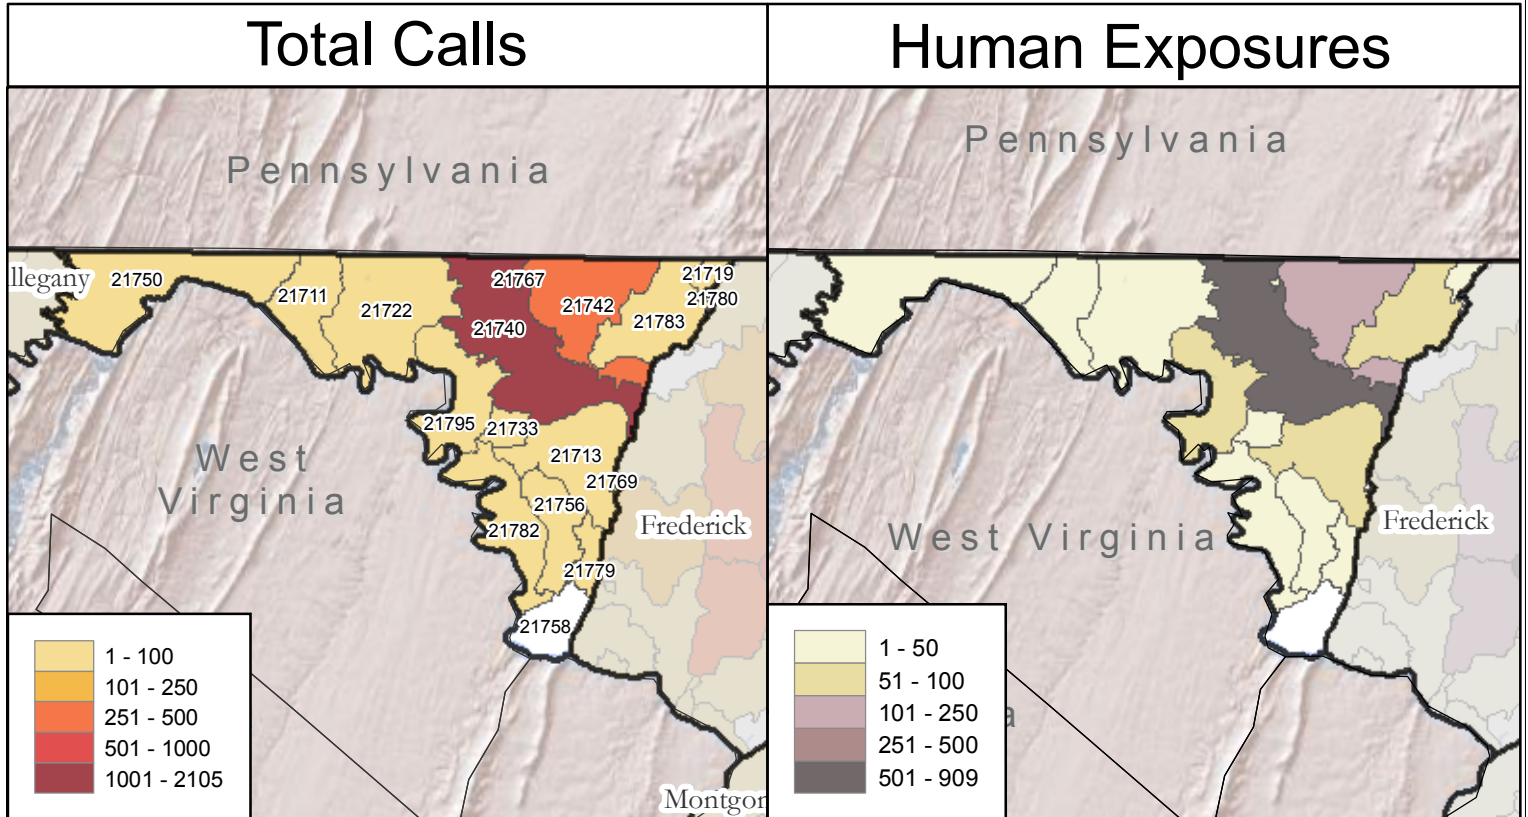 Total Calls
Human Exposures
Pennsylvania
llegany
21750
21711
21722
21767
21740
21742
21719
21780
21783
21795
21733
21713
21769
21756
21782
21779
21758
West
Virginia
Frederick
Montgor
1 - 100
101 - 250
251 - 500
501 - 1000
1001 - 2105
Pennsylvania
West Virginia
Frederick
a
1 - 50
51 - 100
101 - 250
251 - 500
501 - 909